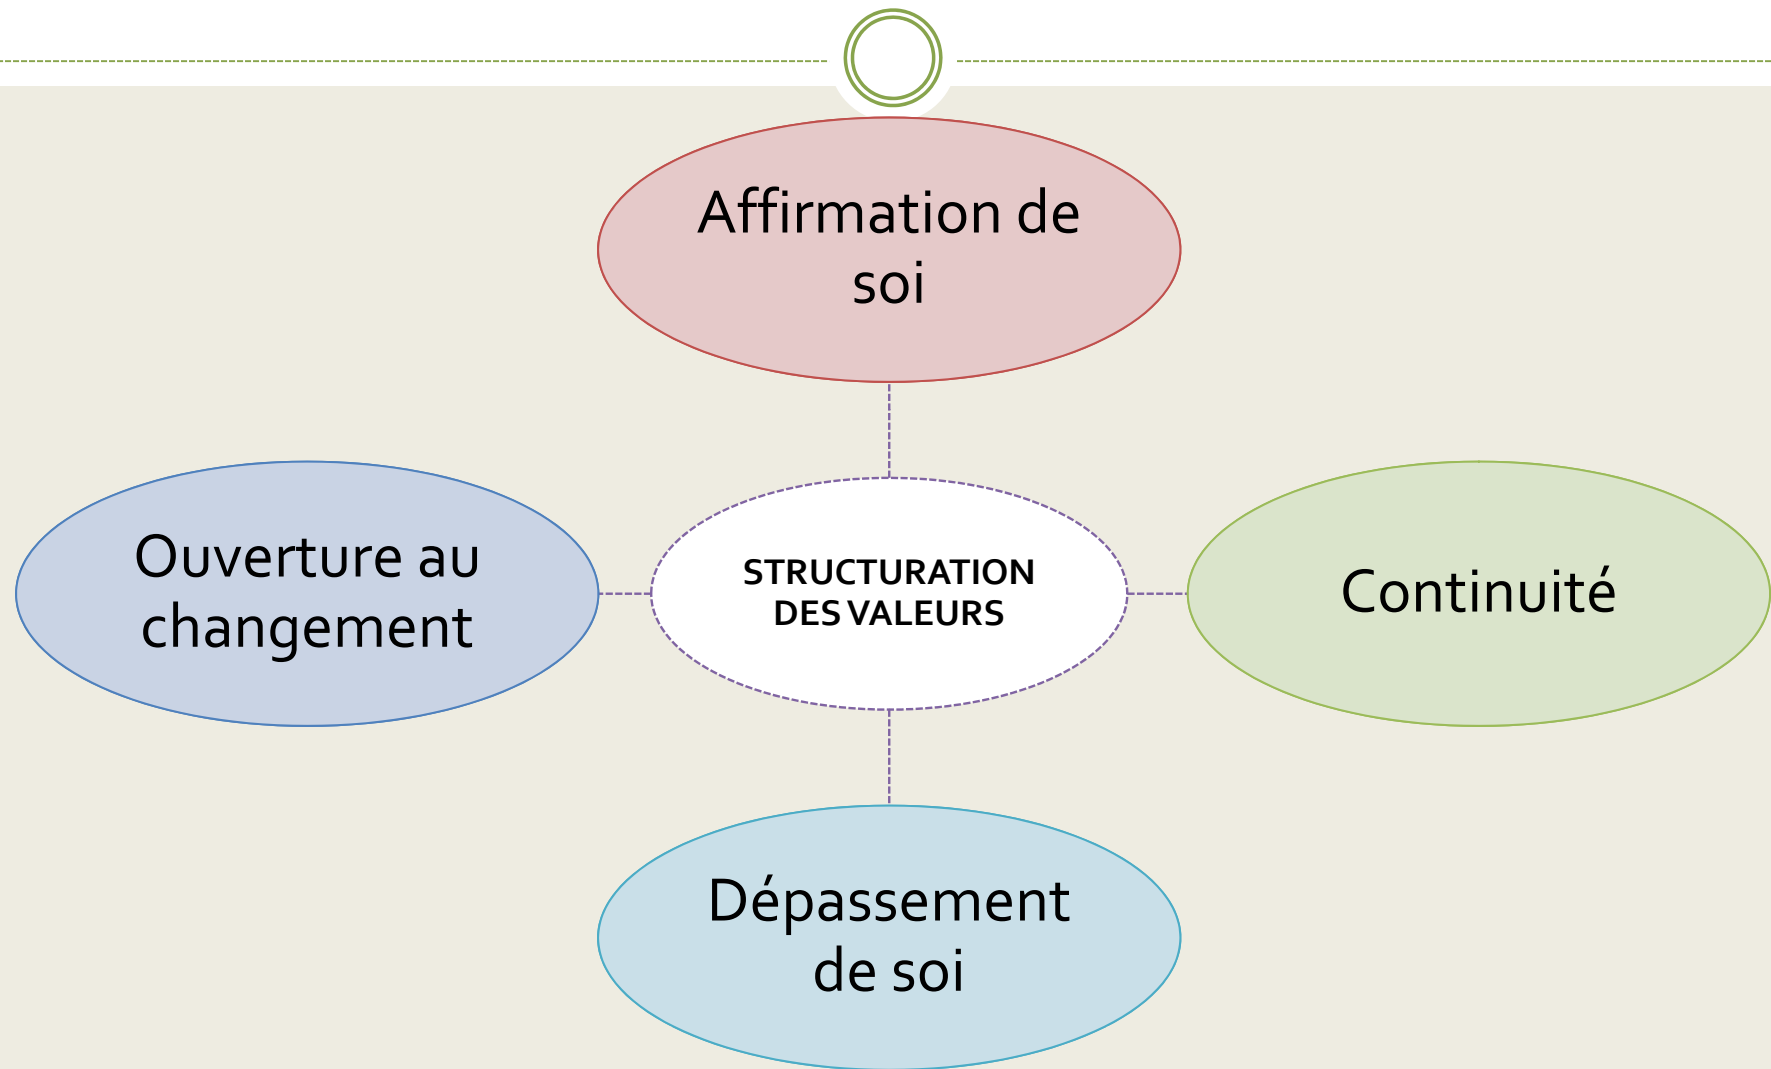 Affirmation de
soi
Ouverture au
changement
STRUCTURATION
DES VALEURS
Continuité
Dépassement
de soi